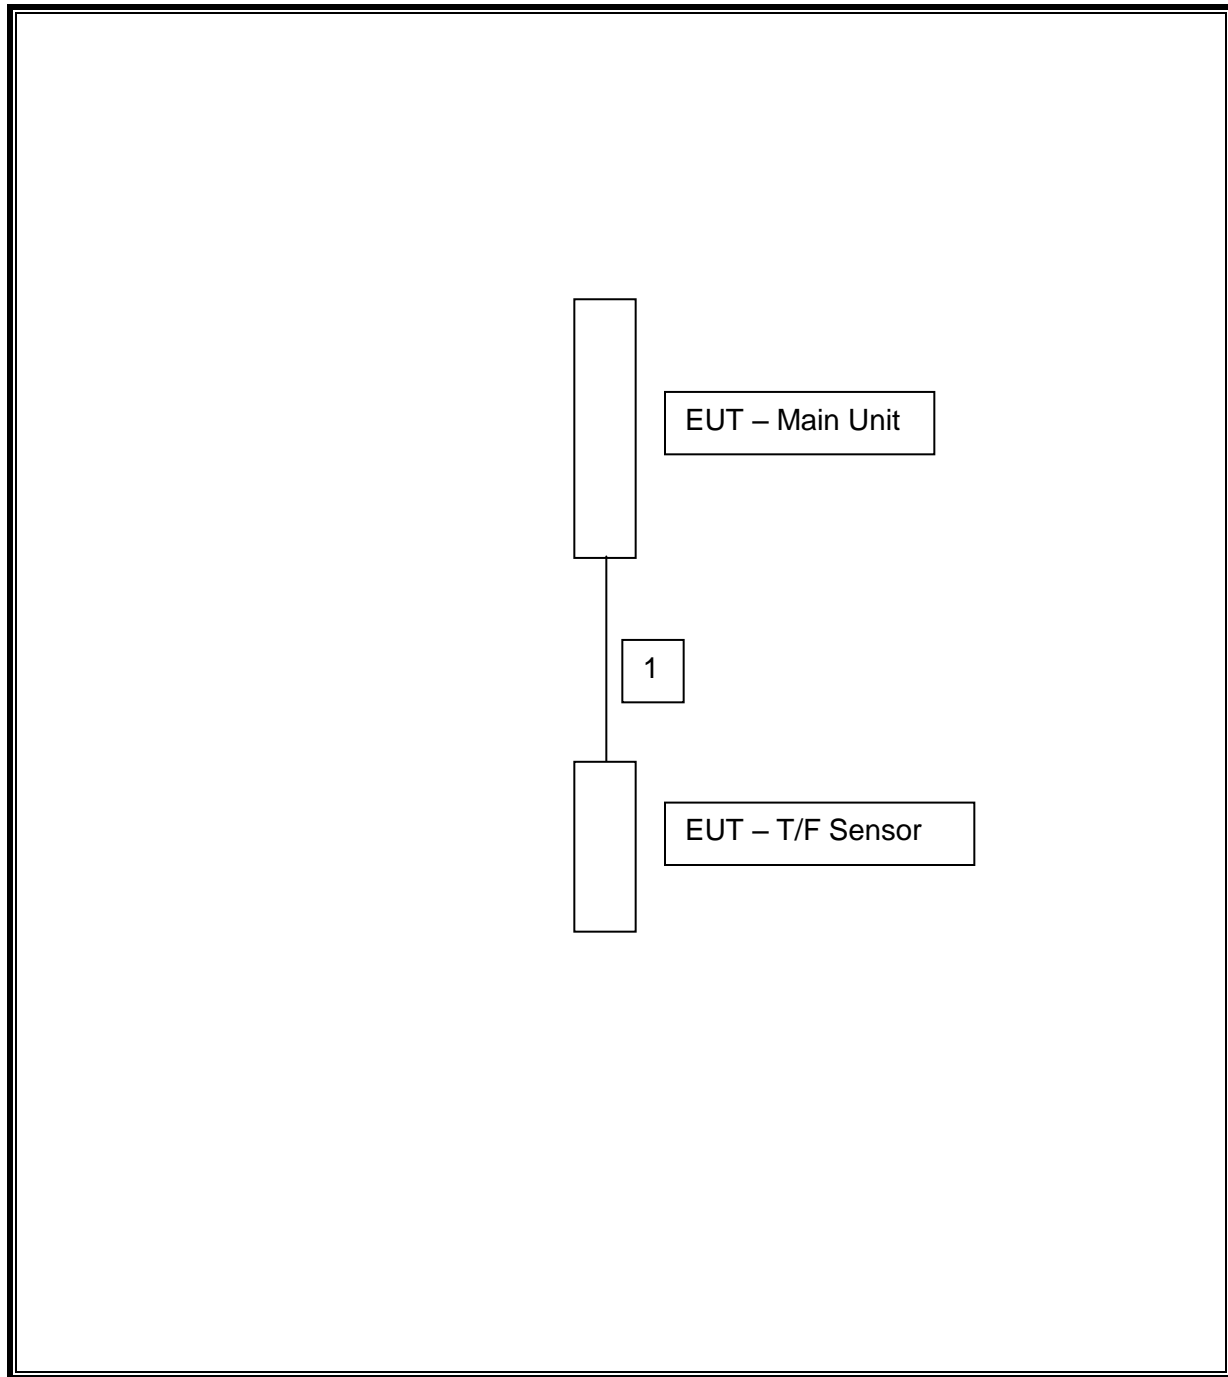 EUT – Main Unit
1
EUT – T/F Sensor